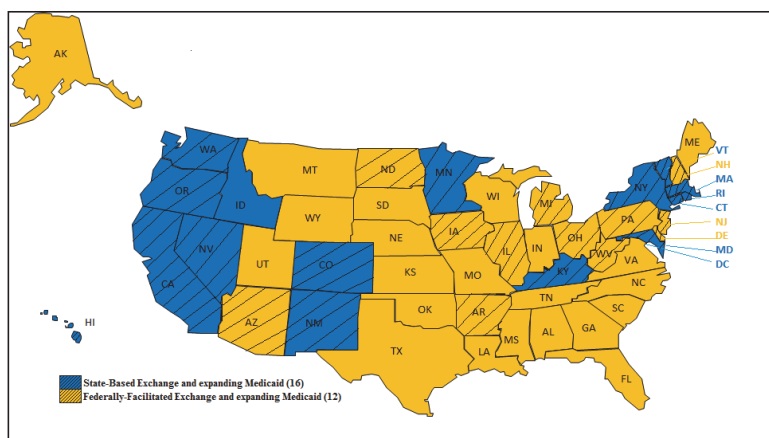 AK
WA
MT
ND
MN
ME
VT
NH
MA
RI
CT
NJ
DE
MD
DC
OR
ID
WY
SD
WI
MI
NY
NV
UT
CO
NE
IA
IL
IN
OH
PA
WV
VA
CA
AZ
NM
KS
MO
KY
NC
TN
OK
AR
SC
TX
LA
MS
AL
GA
FL
HI
State-Based Exchange and expanding Medicaid (16)
Federally-Facilitated Exchange and expanding Medicaid (12)